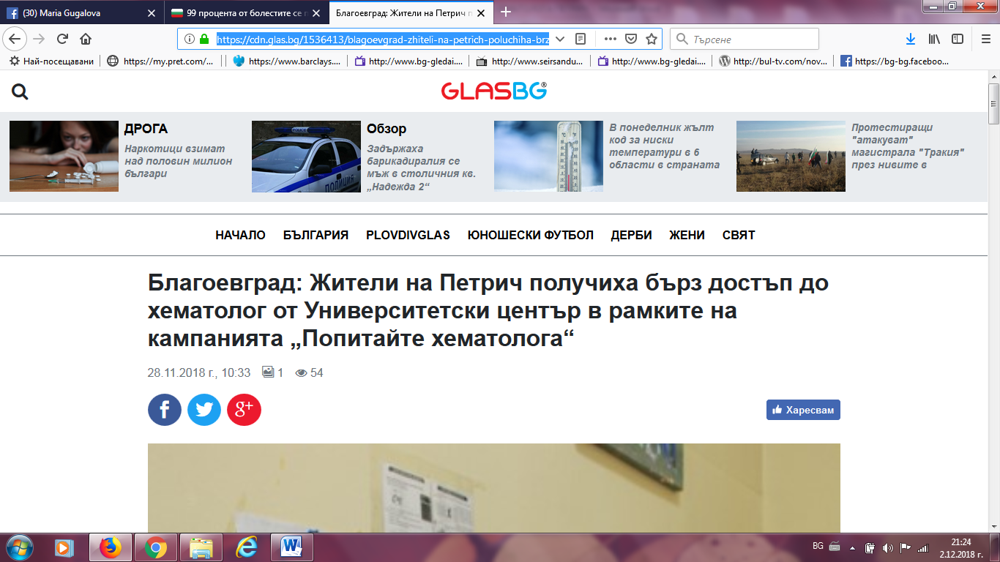 (30) Maria Gugalova
99 процента от болестите се п
Благоевград: Жители на Петрич п
https://cdn.glas.bg/1536413/blagoevgrad-zhiteli-na-petrich-poluchiha-brz
Търсене
Най-посещавани
https://my.pret.com/...
https://www.barclays....
http://www.bg-gledai....
http://www.seirsandu...
http://www.bg-gledai....
http://bul-tv.com/nov...
https://bg-bg.faceboo...
GLASBG®
ДРОГА
Наркотици взимат
над половин милион
българи
ПОЛИЦИЯ
Обзор
Задържаха
барикадиралия се
мъж в столичния кв.
„Надежда 2“
В понеделник жълт
код за ниски
температури в 6
области в страната
Протестиращи
"атакуват"
магистрала "Тракия"
през нивите в
НАЧАЛО БЪЛГАРИЯ PLOVDIVGLAS ЮНОШЕСКИ ФУТБОЛ ДЕРБИ ЖЕНИ СВЯТ
Благоевград: Жители на Петрич получиха бърз достъп до
хематолог от Университетски център в рамките на
кампанията „Попитайте хематолога“
28.11.2018 г., 10:33 1 54
Харесвам
BG
21:24
2.12.2018 г.